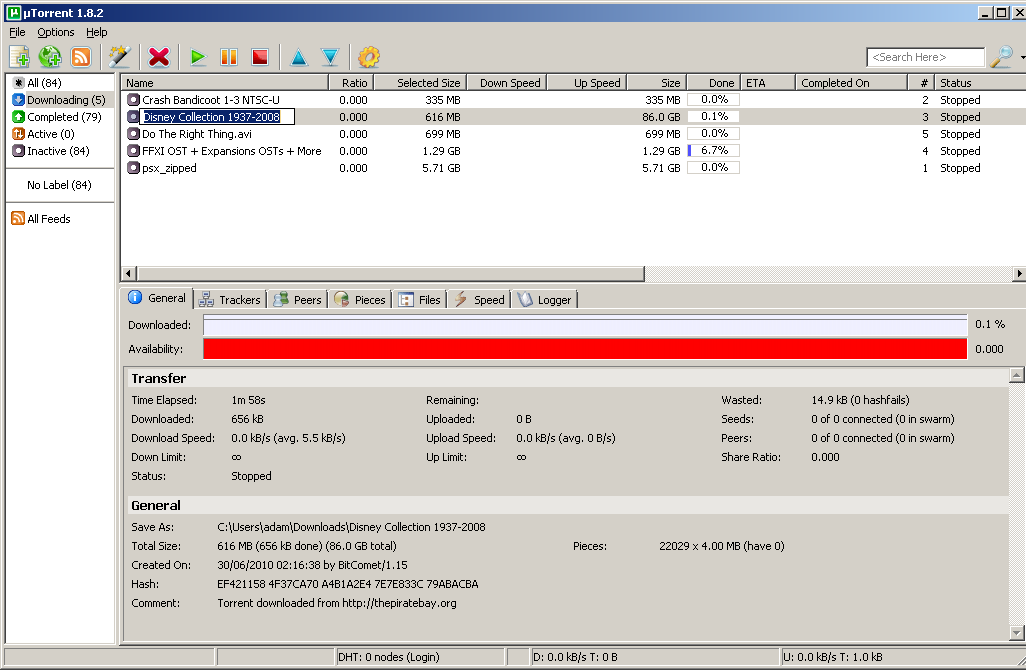 µTorrent 1.8.2
File Options Help
<Search Here>
All (84)
Downloading (5)
Completed (79)
Active (0)
Inactive (84)
No Label (84)
All Feeds
Name Ratio Selected Size Down Speed Up Speed Size Done ETA Completed On # Status
Crash Bandicoot 1-3 NTSC-U 0.000 335 MB 335 MB 0.0% 2 Stopped
Disney Collection 1937-2008 0.000 616 MB 86.0 GB 0.1% 3 Stopped
Do The Right Thing.avi 0.000 699 MB 699 MB 0.0% 5 Stopped
FFXI OST + Expansions OSTs + More 0.000 1.29 GB 1.29 GB 6.7% 4 Stopped
psx_zipped 0.000 5.71 GB 5.71 GB 0.0% 1 Stopped
General Trackers Peers Pieces Files Speed Logger
Downloaded: 0.1 %
Availability: 0.000
Transfer
Time Elapsed: 1m 58s Remaining: Wasted: 14.9 kB (0 hashfails)
Downloaded: 656 kB Uploaded: 0 B Seeds: 0 of 0 connected (0 in swarm)
Download Speed: 0.0 kB/s (avg. 5.5 kB/s) Upload Speed: 0.0 kB/s (avg. 0 B/s) Peers: 0 of 0 connected (0 in swarm)
Down Limit: ∞ Up Limit: ∞ Share Ratio: 0.000
Status: Stopped
General
Save As: C:\Users\adam\Downloads\Disney Collection 1937-2008
Total Size: 616 MB (656 kB done) (86.0 GB total) Pieces: 22029 x 4.00 MB (have 0)
Created On: 30/06/2010 02:16:38 by BitComet/1.15
Hash: EF421158 4F37CA70 A4B1A2E4 7E7E833C 79ABACBA
Comment: Torrent downloaded from http://thepiratebay.org
DHT: 0 nodes (Login) D: 0.0 kB/s T: 0 B U: 0.0 kB/s T: 1.0 kB